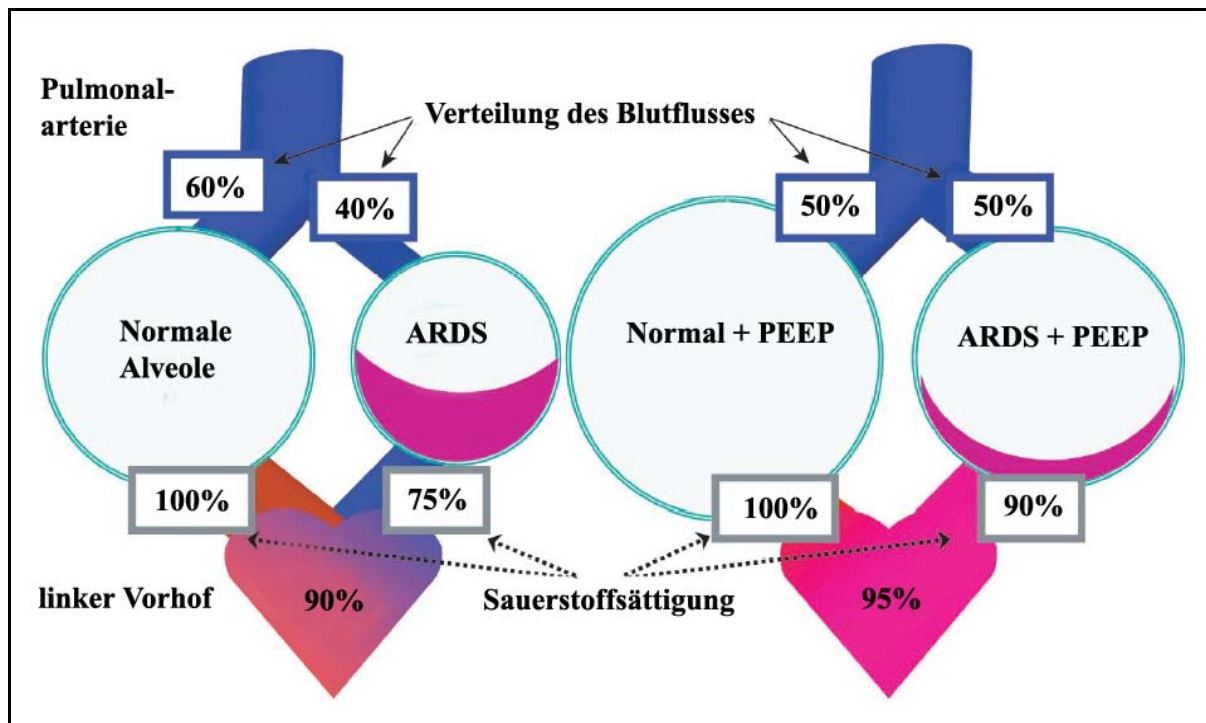 Pulmonal-
arterie
Verteilung des Blutflusses
60%
40%
50%
50%
Normale
Alveole
ARDS
Normal + PEEP
ARDS + PEEP
100%
75%
100%
90%
linker Vorhof
90%
Sauerstoffsättigung
95%